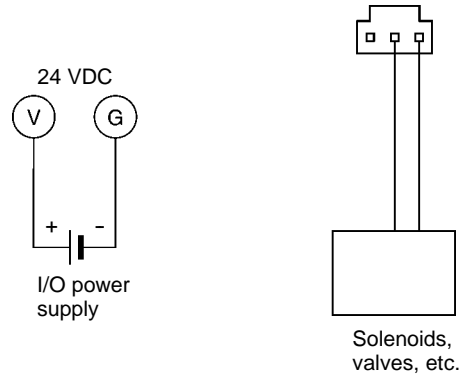 24 VDC
V G
+ -
I/O power
supply
Solenoids,
valves, etc.